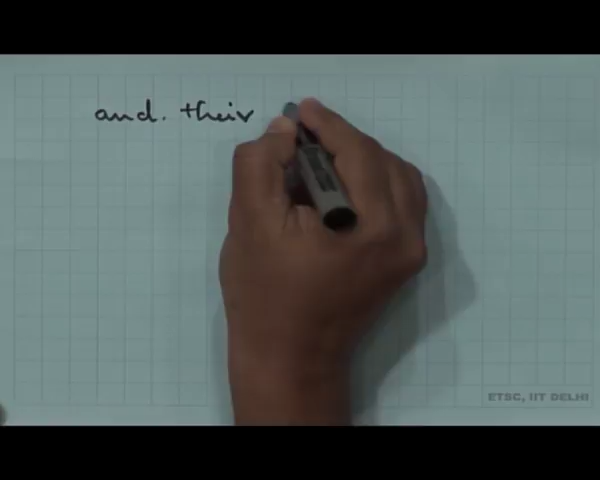 and. their
ETSC, IIT DELHI